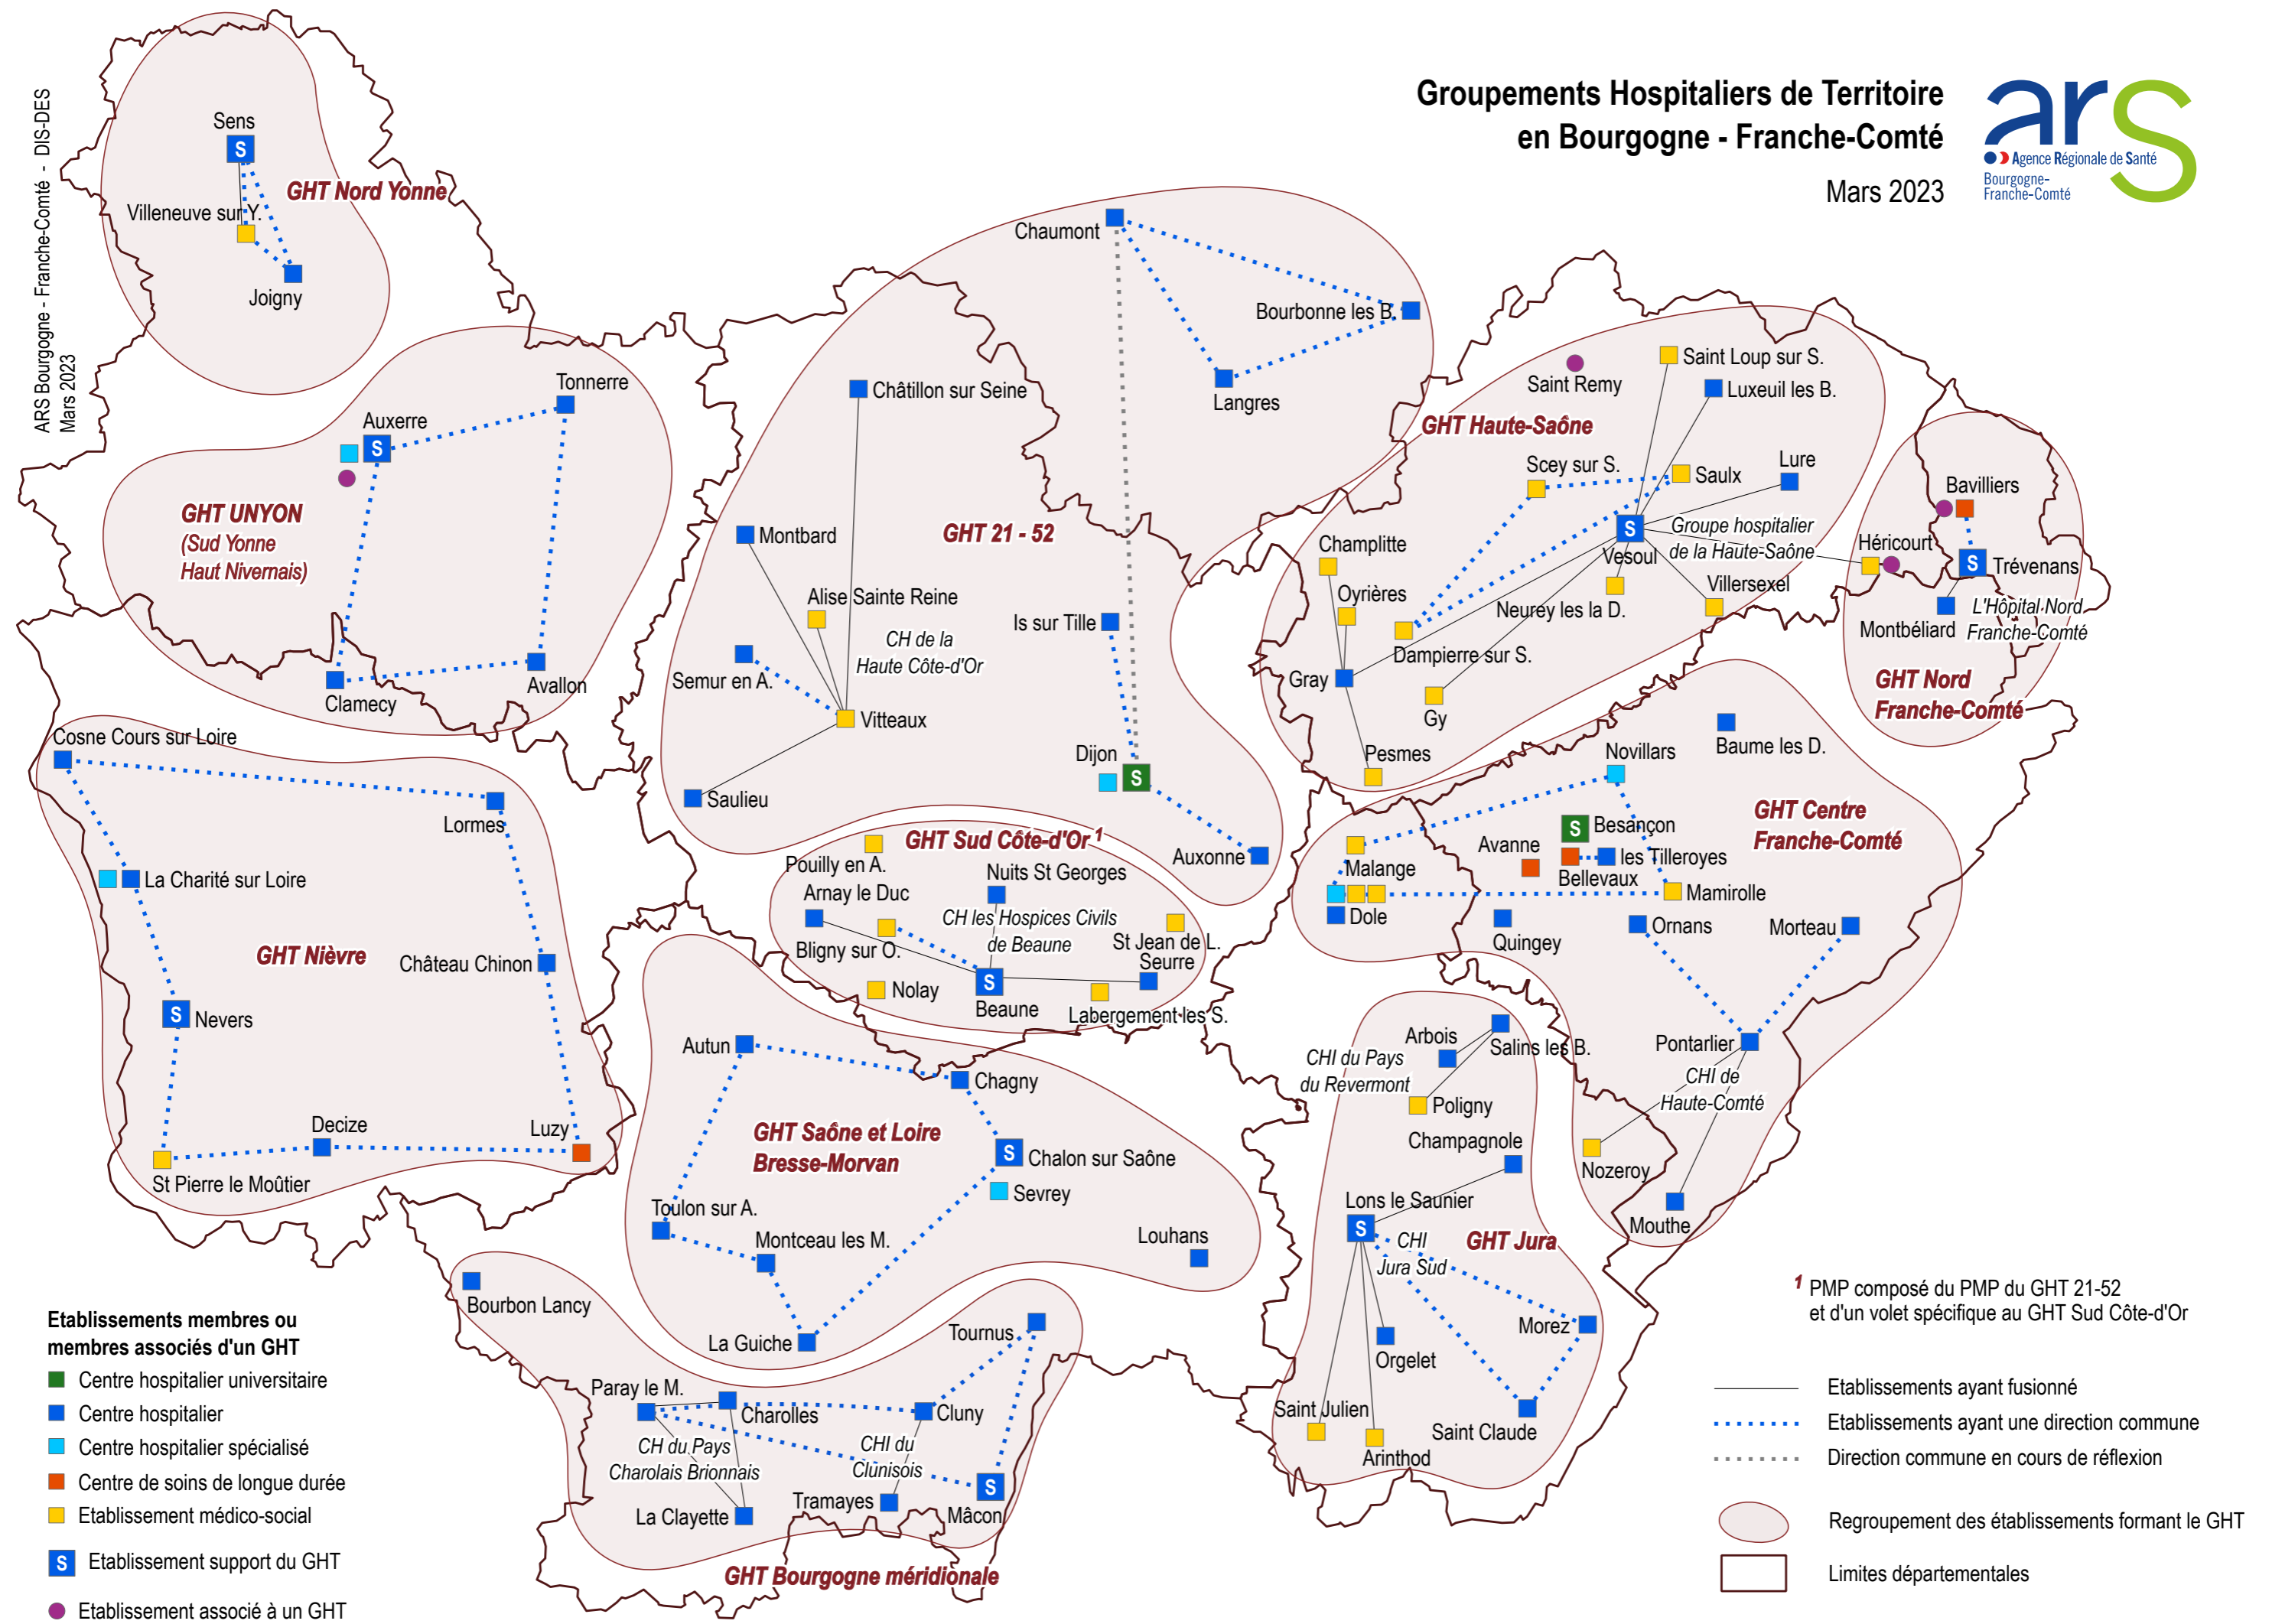 Groupements Hospitaliers de Territoire
en Bourgogne - Franche-Comté
Mars 2023
ars
Agence Régionale de Santé
Bourgogne-
Franche-Comté
ARS Bourgogne - Franche-Comté - DIS-DES
Mars 2023
Sens
S
GHT Nord Yonne
Villeneuve sur Y.
Joigny
Tonnerre
Auxerre
S
GHT UNYON
(Sud Yonne
Haut Nivernais)
Clamecy
Avallon
Chaumont
Bourbonne les B.
Langres
Châtillon sur Seine
GHT 21 - 52
Montbard
Alise Sainte Reine
CH de la
Haute Côte-d'Or
Is sur Tille
Semur en A.
Vitteaux
Dijon
S
Saulieu
Auxonne
Saint Loup sur S.
Saint Remy
Luxeuil les B.
GHT Haute-Saône
Scey sur S.
Saulx
Lure
S
Vesoul
Groupe hospitalier
de la Haute-Saône
Champlitte
Oyrières
Neurey les la D.
Villersexel
Dampierre sur S.
Gray
Gy
Pesmes
Bavilliers
Héricourt
S
Trévenans
Montbéliard
L'Hôpital Nord
Franche-Comté
GHT Nord
Franche-Comté
Cosne Cours sur Loire
Lormes
La Charité sur Loire
GHT Nièvre
Château Chinon
S
Nevers
Decize
Luzy
St Pierre le Moûtier
GHT Sud Côte-d'Or 1
Pouilly en A.
Arnay le Duc
Nuits St Georges
CH les Hospices Civils
de Beaune
Bligny sur O.
St Jean de L.
Seurre
Nolay
S
Beaune
Labergement les S.
Novillars
Baume les D.
GHT Centre
Franche-Comté
S
Besançon
Avanne
les Tilleroyes
Malange
Bellevaux
Mamirolle
Dole
Quingey
Ornans
Morteau
Pontarlier
CHI de
Haute-Comté
Nozeroy
Mouthe
Autun
Chagny
GHT Saône et Loire
Bresse-Morvan
S
Chalon sur Saône
Sevrey
Toulon sur A.
Montceau les M.
Louhans
La Guiche
Arbois
Salins les B.
CHI du Pays
du Revermont
Poligny
Champagnole
Lons le Saunier
S
CHI
Jura Sud
GHT Jura
Morez
Orgelet
Saint Julien
Saint Claude
Arinthod
Bourbon Lancy
Tournus
Paray le M.
Charolles
Cluny
CH du Pays
Charolais Brionnais
CHI du
Clunisois
S
Tramayes
Mâcon
La Clayette
GHT Bourgogne méridionale
Etablissements membres ou
membres associés d'un GHT
Centre hospitalier universitaire
Centre hospitalier
Centre hospitalier spécialisé
Centre de soins de longue durée
Etablissement médico-social
S Etablissement support du GHT
Etablissement associé à un GHT
1 PMP composé du PMP du GHT 21-52
et d'un volet spécifique au GHT Sud Côte-d'Or
Etablissements ayant fusionné
Etablissements ayant une direction commune
Direction commune en cours de réflexion
Regroupement des établissements formant le GHT
Limites départementales